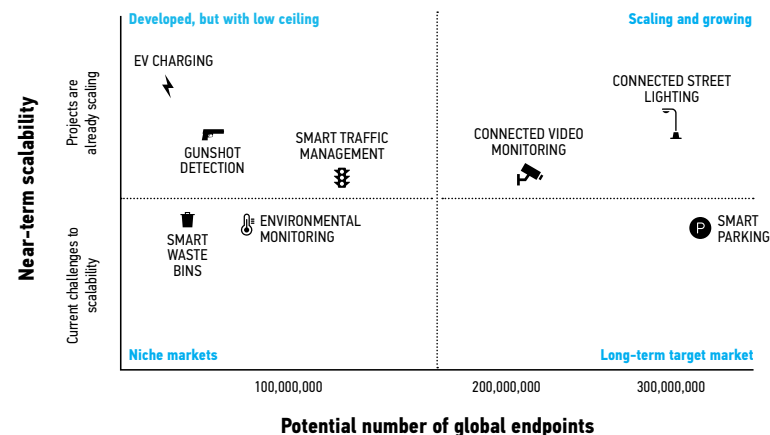 Developed, but with low ceiling
Scaling and growing
EV CHARGING
GUNSHOT
DETECTION
SMART TRAFFIC
MANAGEMENT
CONNECTED VIDEO
MONITORING
CONNECTED STREET
LIGHTING
SMART
WASTE
BINS
ENVIRONMENTAL
MONITORING
P
SMART
PARKING
Niche markets
Long-term target market
Near-term scalability
Projects are
already scaling
Current challenges to
scalability
100,000,000
200,000,000
300,000,000
Potential number of global endpoints